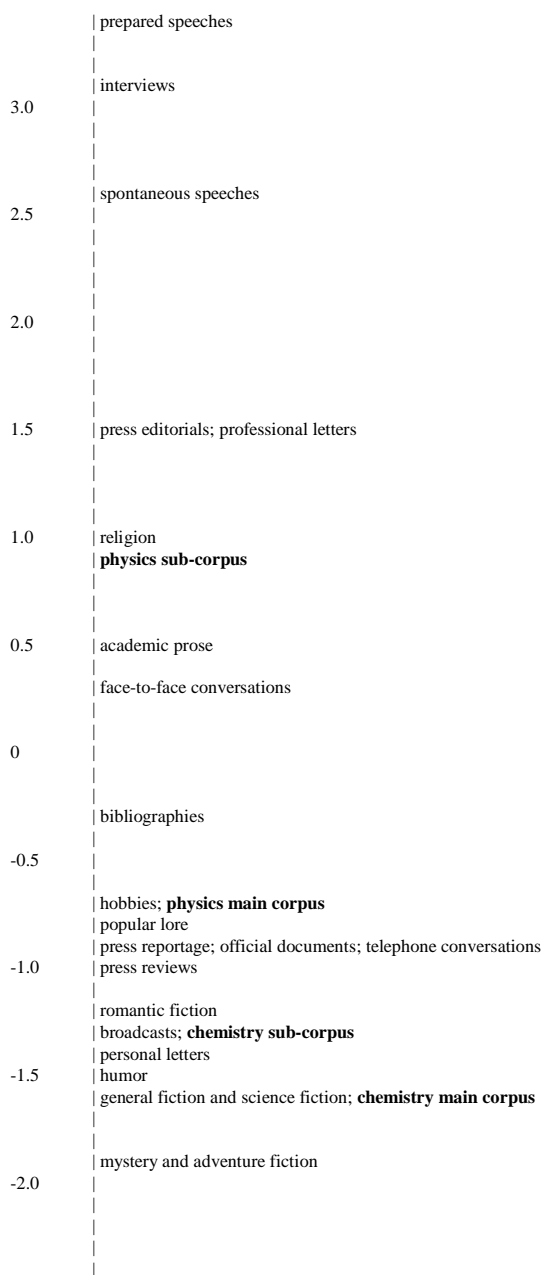 | prepared speeches
|
|
| interviews
3.0 |
|
|
|
| spontaneous speeches
2.5 |
|
|
|
|
2.0 |
|
|
|
|
1.5 | press editorials; professional letters
|
|
|
|
1.0 | religion
| physics sub-corpus
|
|
|
0.5 | academic prose
|
| face-to-face conversations
|
|
0 |
|
|
| bibliographies
|
-0.5 |
|
| hobbies; physics main corpus
| popular lore
| press reportage; official documents; telephone conversations
-1.0 | press reviews
|
| romantic fiction
| broadcasts; chemistry sub-corpus
| personal letters
-1.5 | humor
| general fiction and science fiction; chemistry main corpus
|
|
| mystery and adventure fiction
-2.0 |
|
|
|
|